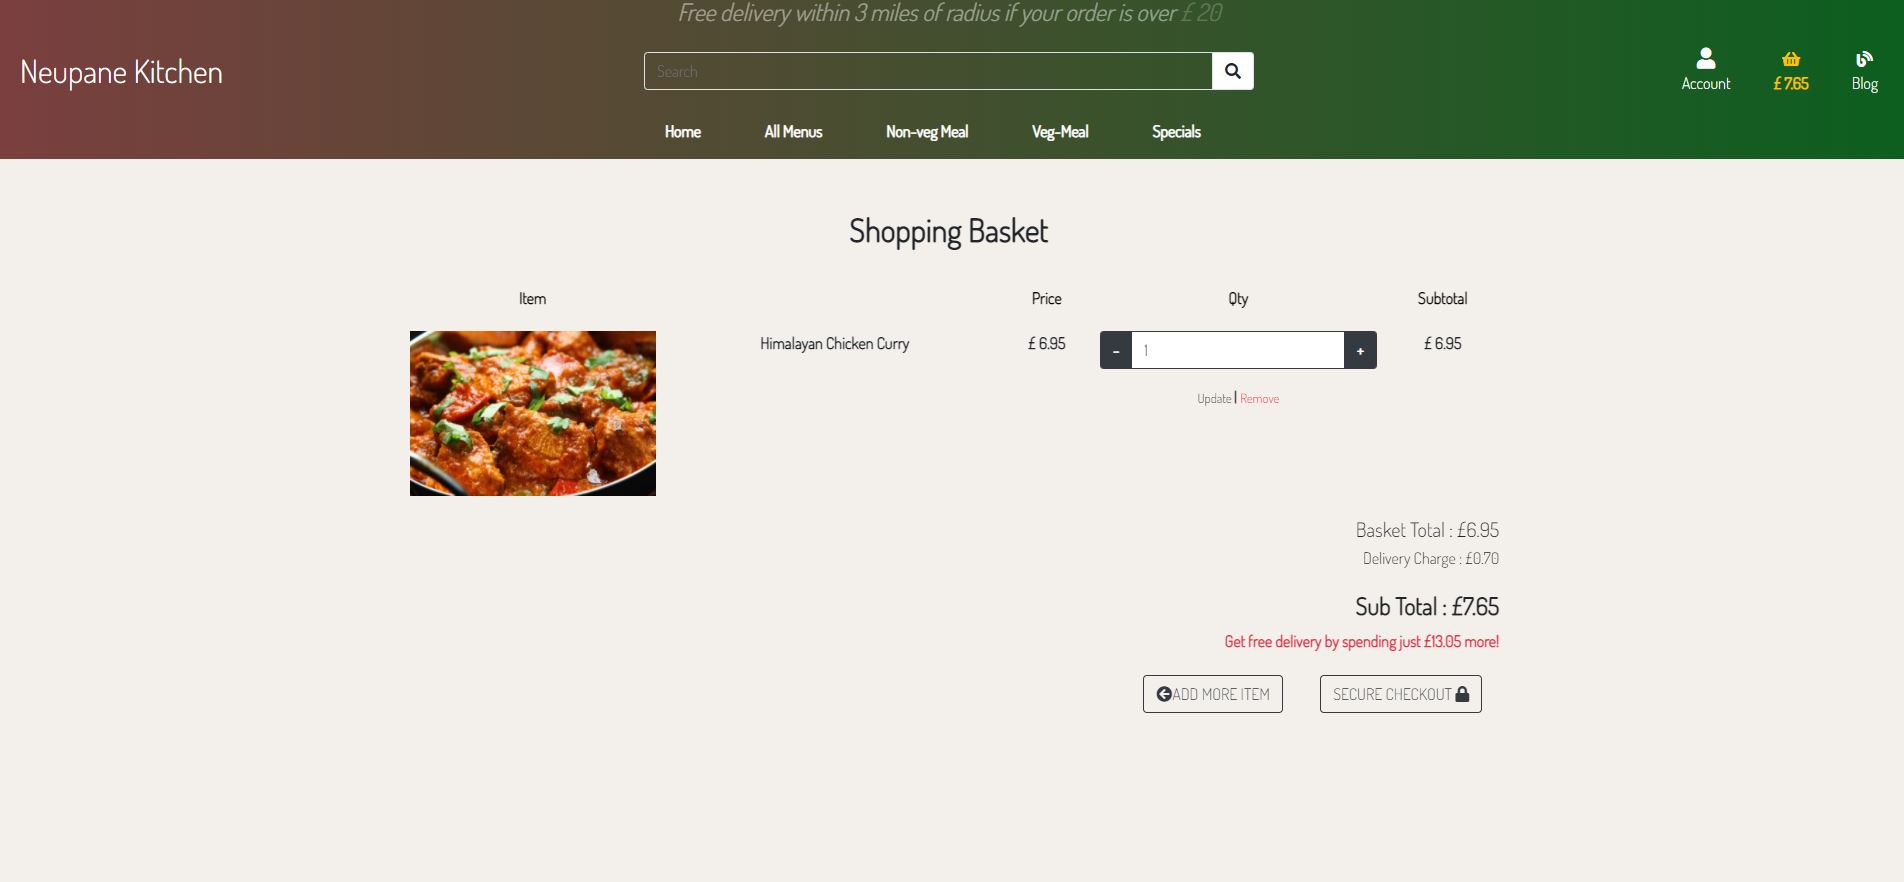 Free delivery within 3 miles of radius if your order is over £ 20
Neupane Kitchen
Search
Account
£ 7.65
Blog
Home All Menus Non-veg Meal Veg-Meal Specials
Shopping Basket
Item Price Qty Subtotal
Himalayan Chicken Curry £ 6.95 - 1 + £ 6.95
Update | Remove
Basket Total : £6.95
Delivery Charge : £0.70
Sub Total : £7.65
Get free delivery by spending just £13.05 more!
ADD MORE ITEM SECURE CHECKOUT